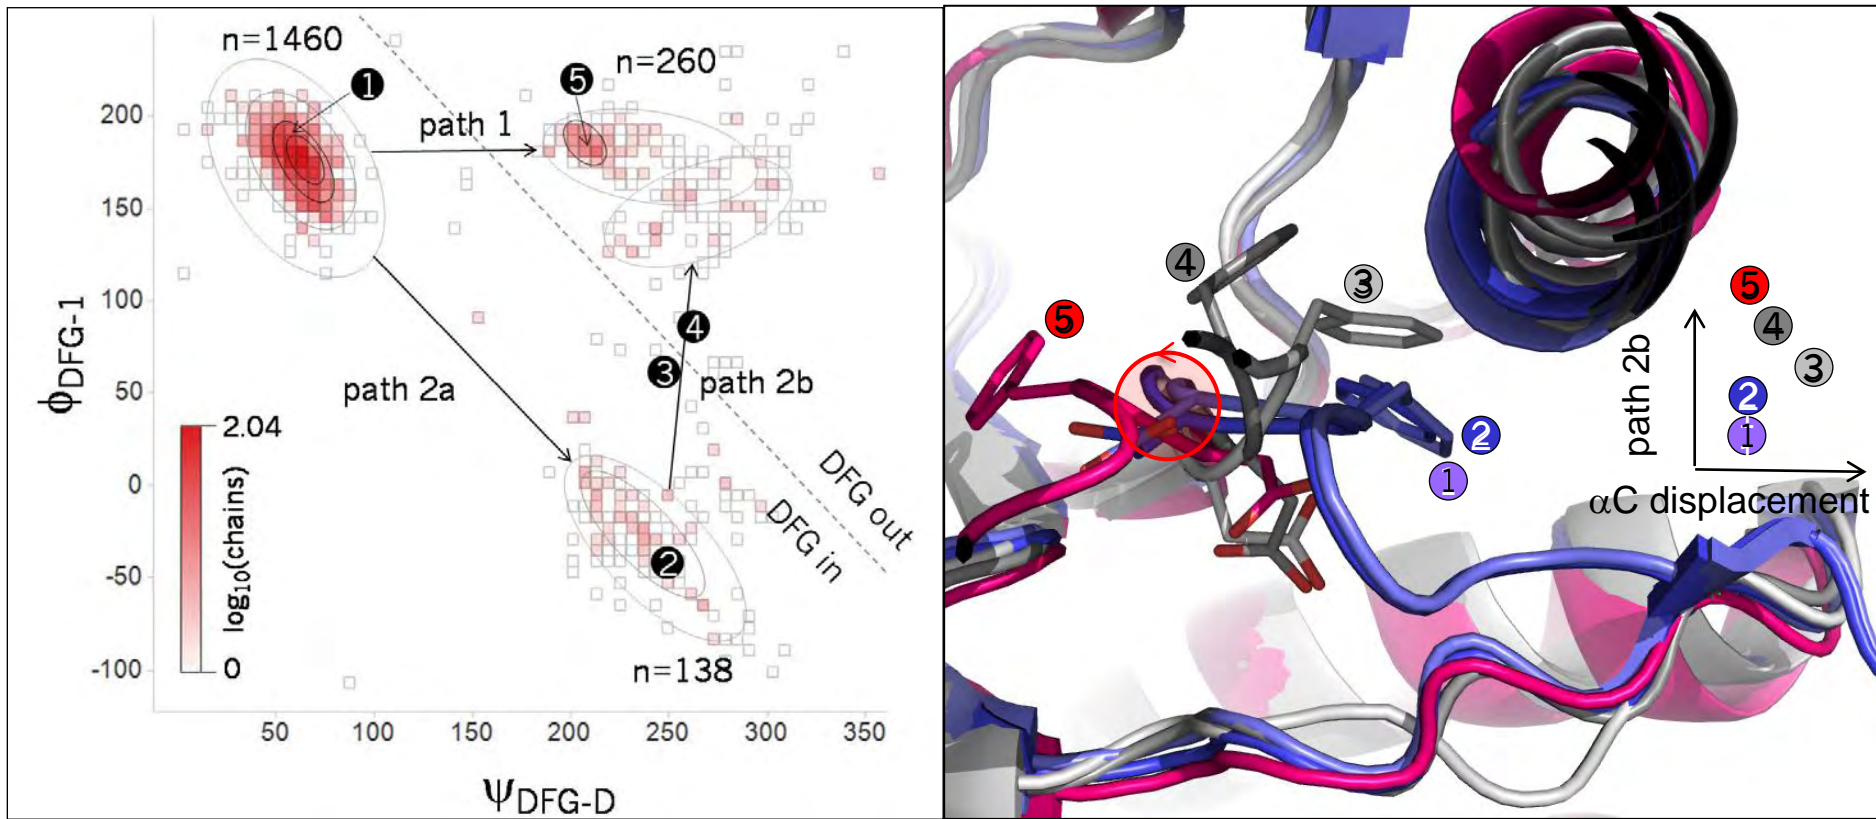 n=1460
n=260
1
5
path 1
200
150
100
50
0
-50
-100
ϕDFG-1
path 2a
path 2b
3
4
2
2.04
0
log10(chains)
DFG out
DFG in
n=138
50
100
150
200
250
300
350
ΨDFG-D
4
3
5
2
1
5
4
3
2
1
path 2b
αC displacement